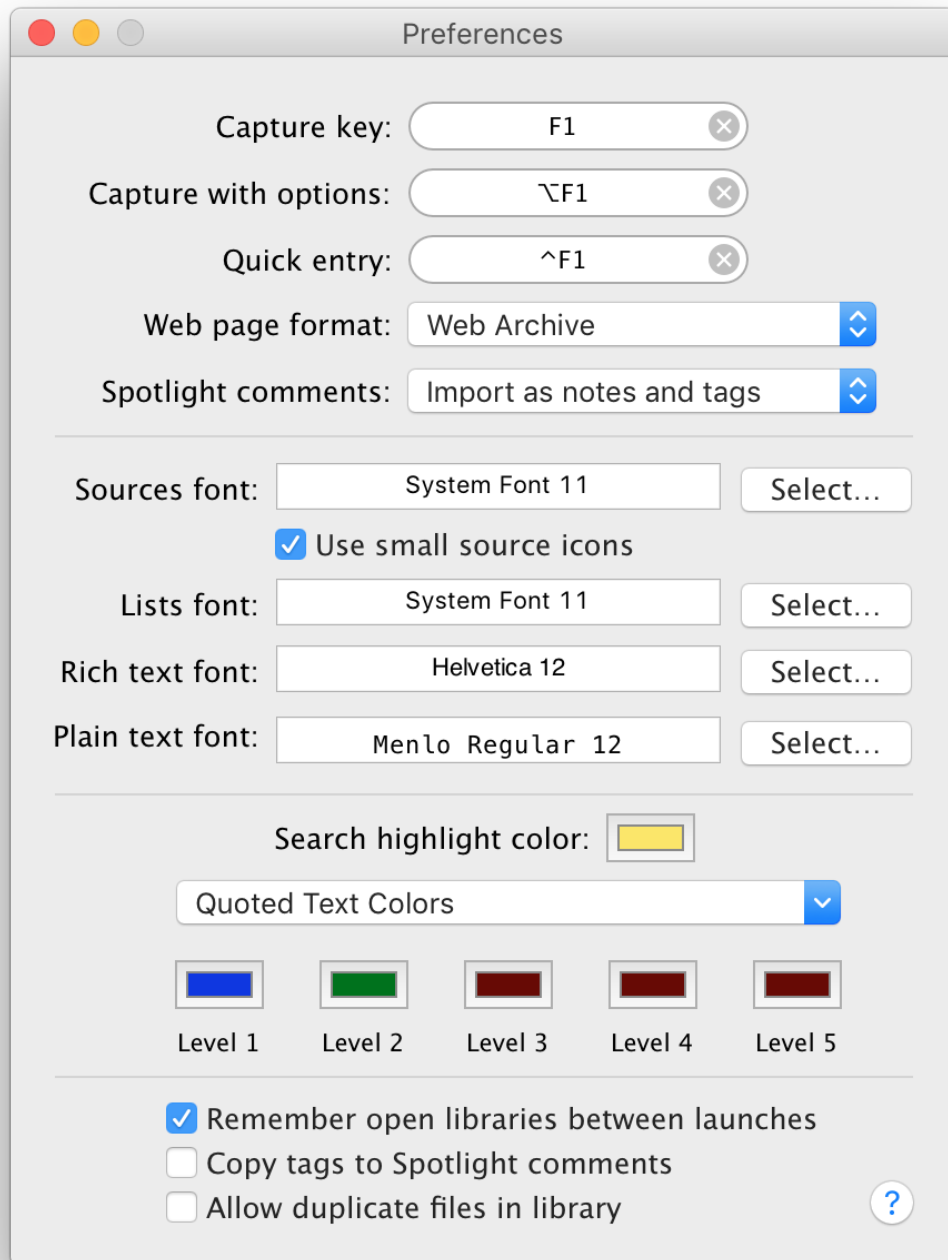 Preferences
Capture key: F1
Capture with options: ⌥F1
Quick entry: ^F1
Web page format: Web Archive
Spotlight comments: Import as notes and tags
Sources font: System Font 11 Select...
Use small source icons
Lists font: System Font 11 Select...
Rich text font: Helvetica 12 Select...
Plain text font: Menlo Regular 12 Select...
Search highlight color:
Quoted Text Colors
Level 1 Level 2 Level 3 Level 4 Level 5
Remember open libraries between launches
Copy tags to Spotlight comments
Allow duplicate files in library
?